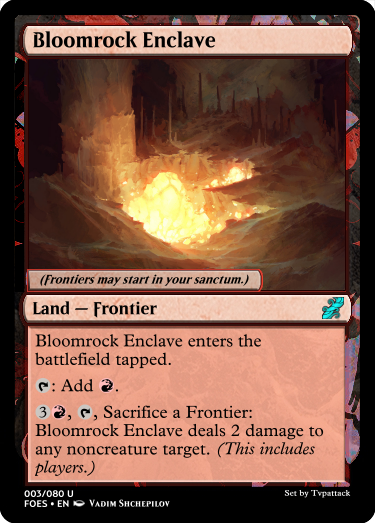 Bloomrock Enclave
(Frontiers may start in your sanctum.)
Land — Frontier
Bloomrock Enclave enters the
battlefield tapped.
: Add .
3 , , Sacrifice a Frontier:
Bloomrock Enclave deals 2 damage to
any noncreature target. (This includes
players.)
003/080 U
FOES • EN Vadim Shchepilov
Set by Tvpattack